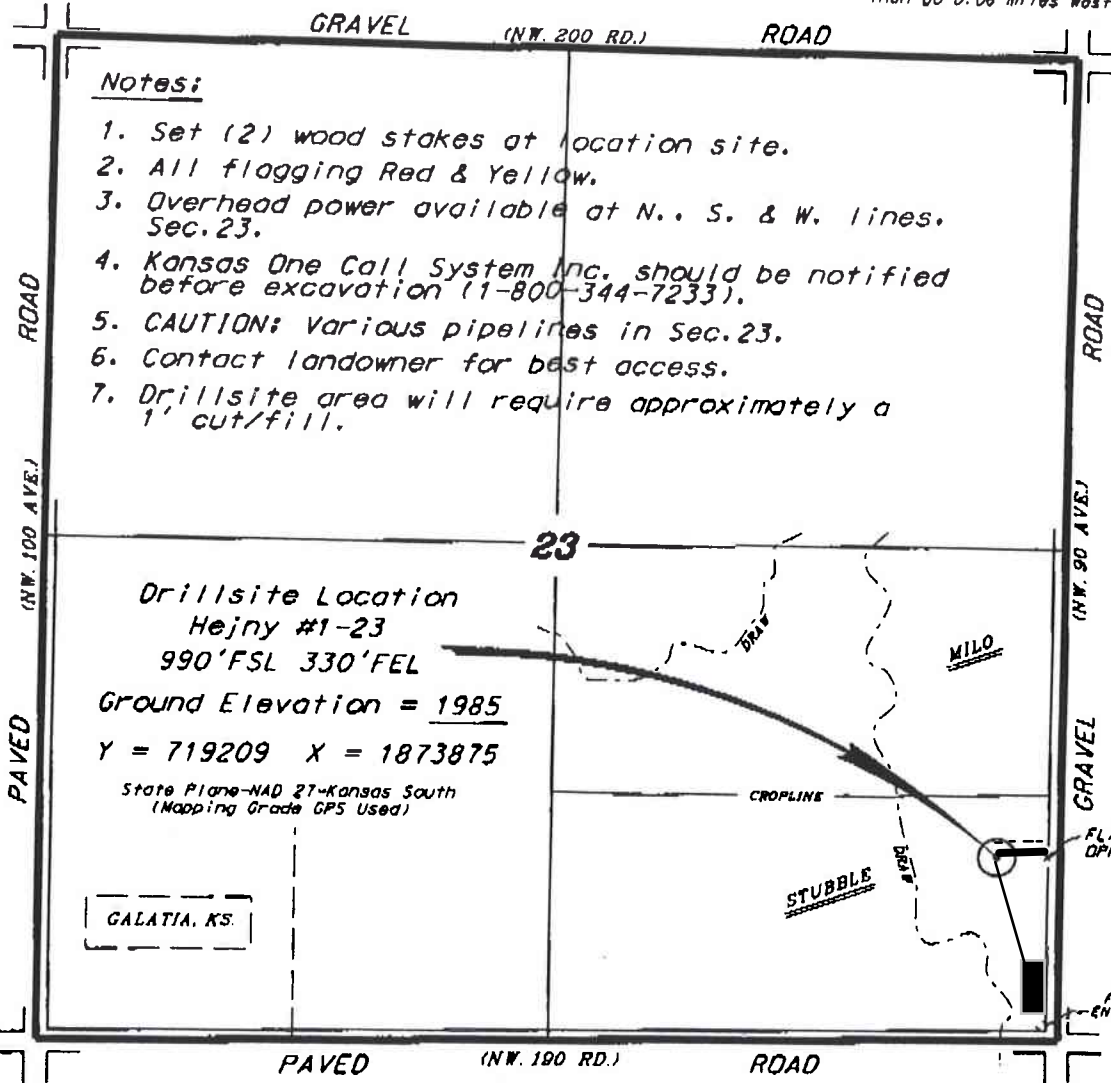 GRAVEL (NW. 200 RD.) ROAD
Notes:
1. Set (2) wood stakes at location site.
2. All flagging Red & Yellow.
3. Overhead power available at N., S. & W. lines.
Sec.23.
4. Kansas One Call System Inc. should be notified
before excavation (1-800-344-7233).
5. CAUTION: Various pipelines in Sec.23.
6. Contact landowner for best access.
7. Drillsite area will require approximately a
1' cut/fill.
ROAD
(NW. 100 AVE.)
PAVED
ROAD
(NW. 90 AVE.)
GRAVEL
23
Drillsite Location
Hejny #1-23
990'FSL 330'FEL
Ground Elevation = 1985
Y = 719209 X = 1873875
State Plane-NAD 27-Kansas South
(Mapping Grade GPS Used)
DRAW
MILO
CROPLINE
DRAW
STUBBLE
GALATIA, KS.
PAVED (NW. 190 RD.) ROAD